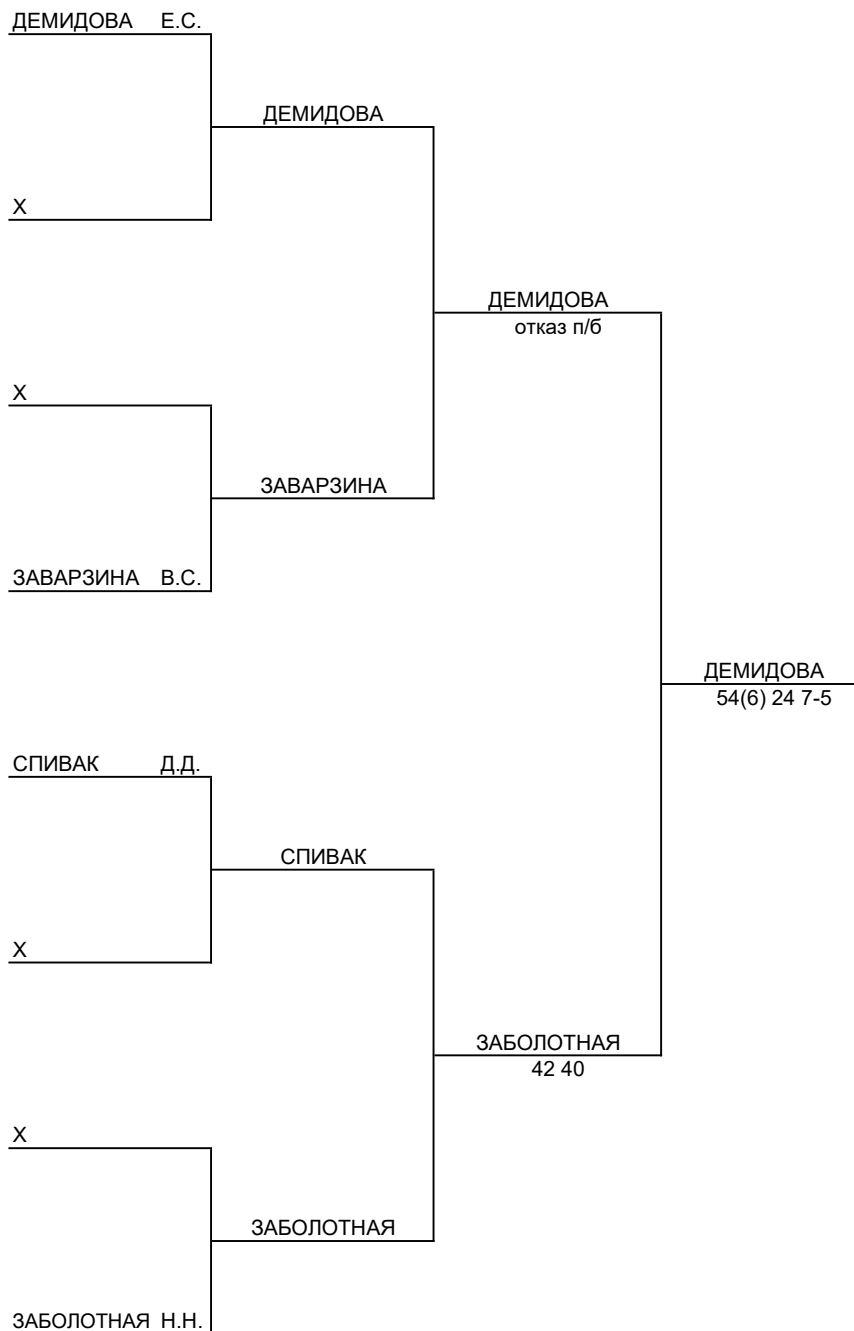 ДЕМИДОВА Е.С.
ДЕМИДОВА
Х
ДЕМИДОВА
отказ п/б
Х
ЗАВАРЗИНА
ЗАВАРЗИНА В.С.
ДЕМИДОВА
54(6) 24 7-5
СПИВАК Д.Д.
СПИВАК
Х
ЗАБОЛОТНАЯ
42 40
Х
ЗАБОЛОТНАЯ
ЗАБОЛОТНАЯ Н.Н.